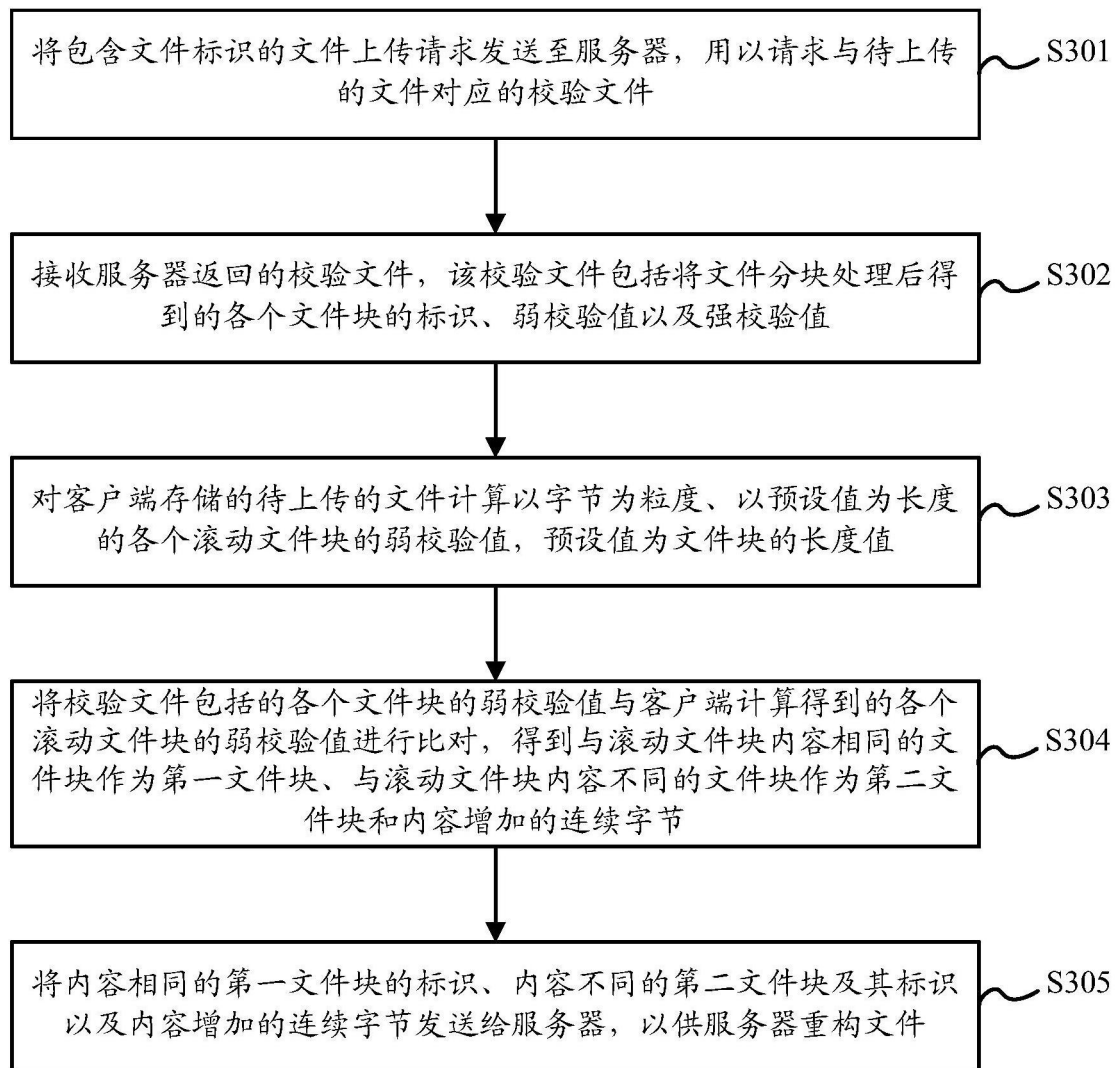 将包含文件标识的文件上传请求发送至服务器，用以请求与待上传
的文件对应的校验文件
S301
接收服务器返回的校验文件，该校验文件包括将文件分块处理后得
到的各个文件块的标识、弱校验值以及强校验值
S302
对客户端存储的待上传的文件计算以字节为粒度、以预设值为长度
的各个滚动文件块的弱校验值，预设值为文件块的长度值
S303
将校验文件包括的各个文件块的弱校验值与客户端计算得到的各个
滚动文件块的弱校验值进行比对，得到与滚动文件块内容相同的文
件块作为第一文件块、与滚动文件块内容不同的文件块作为第二文
件块和内容增加的连续字节
S304
将内容相同的第一文件块的标识、内容不同的第二文件块及其标识
以及内容增加的连续字节发送给服务器，以供服务器重构文件
S305